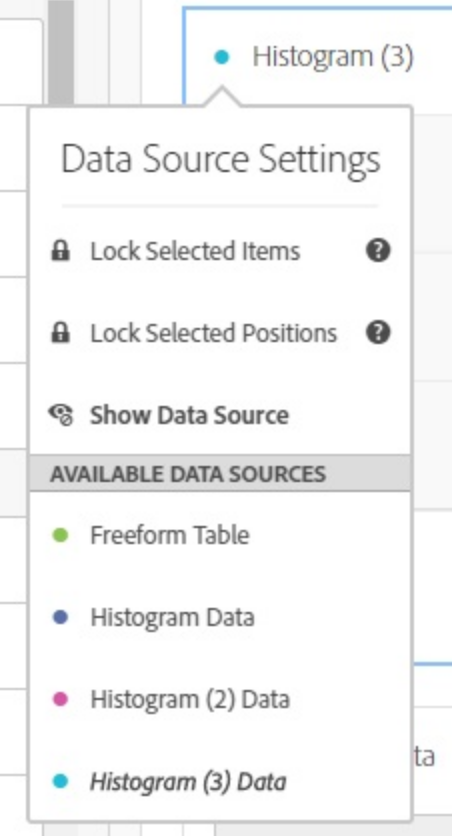 Histogram (3)
Data Source Settings
Lock Selected Items
Lock Selected Positions
Show Data Source
AVAILABLE DATA SOURCES
Freeform Table
Histogram Data
Histogram (2) Data
ta
Histogram (3) Data